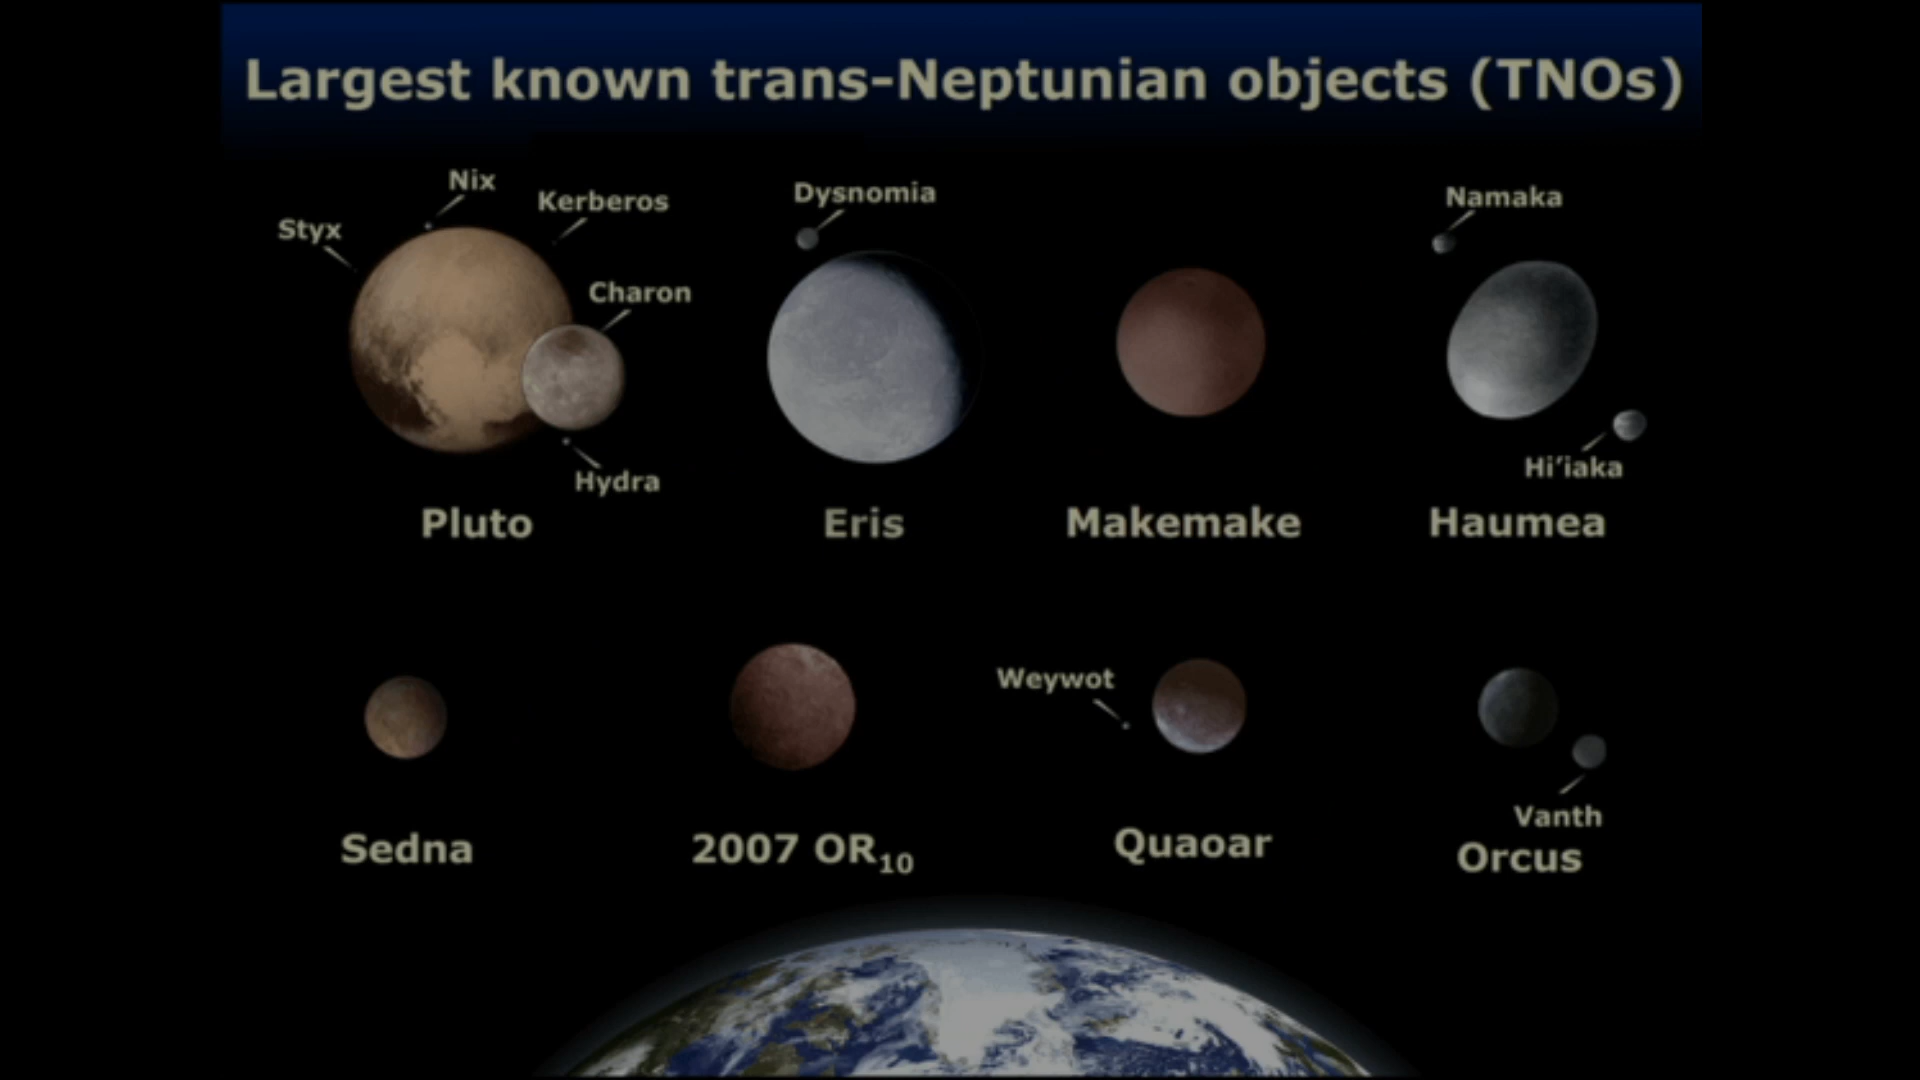 Largest known trans-Neptunian objects (TNOs)
Nix
Kerberos
Styx
Charon
Hydra
Pluto
Dysnomia
Eris
Makemake
Namaka
Hi’iaka
Haumea
Sedna
2007 OR₁₀
Weywot
Quaoar
Vanth
Orcus